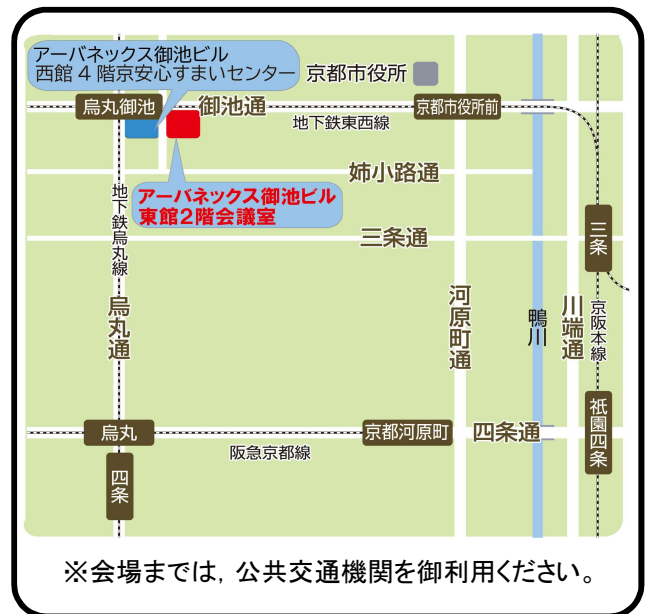 アーバネックス御池ビル
西館4階京安心すまいセンター
京都市役所
烏丸御池
御池通
京都市役所前
地下鉄東西線
姉小路通
アーバネックス御池ビル
東館2階会議室
地下鉄烏丸線
三条通
三条
烏丸通
河原町通
鴨川
川端通
京阪本線
烏丸
京都河原町
四条通
祇園四条
阪急京都線
四条
※会場までは，公共交通機関を御利用ください。